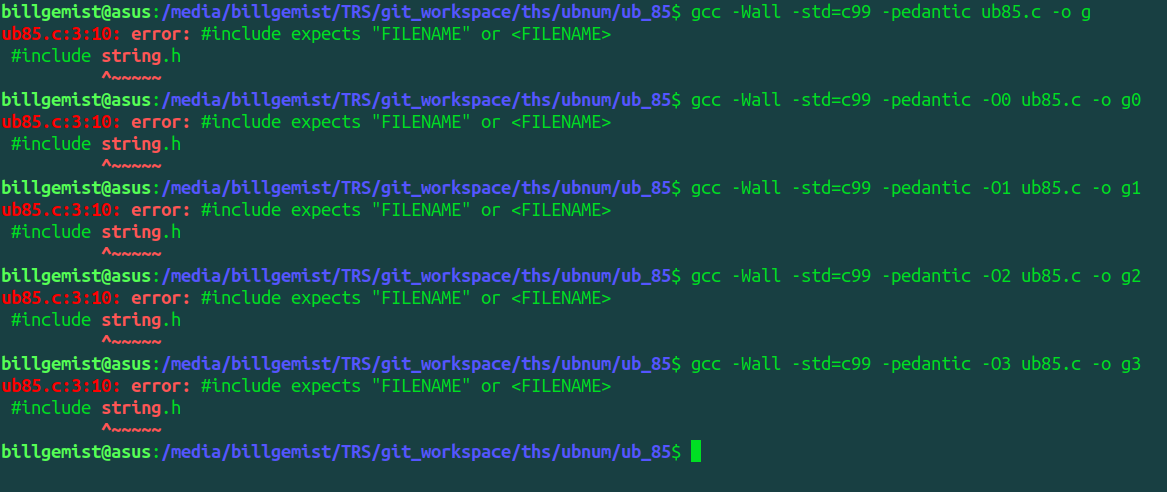 billgemist@asus:/media/billgemist/TRS/git_workspace/ths/ubnum/ub_85$ gcc -Wall -std=c99 -pedantic ub85.c -o g
ub85.c:3:10: error: #include expects "FILENAME" or <FILENAME>
 #include string.h
          ^~~~~~
billgemist@asus:/media/billgemist/TRS/git_workspace/ths/ubnum/ub_85$ gcc -Wall -std=c99 -pedantic -O0 ub85.c -o g0
ub85.c:3:10: error: #include expects "FILENAME" or <FILENAME>
 #include string.h
          ^~~~~~
billgemist@asus:/media/billgemist/TRS/git_workspace/ths/ubnum/ub_85$ gcc -Wall -std=c99 -pedantic -O1 ub85.c -o g1
ub85.c:3:10: error: #include expects "FILENAME" or <FILENAME>
 #include string.h
          ^~~~~~
billgemist@asus:/media/billgemist/TRS/git_workspace/ths/ubnum/ub_85$ gcc -Wall -std=c99 -pedantic -O2 ub85.c -o g2
ub85.c:3:10: error: #include expects "FILENAME" or <FILENAME>
 #include string.h
          ^~~~~~
billgemist@asus:/media/billgemist/TRS/git_workspace/ths/ubnum/ub_85$ gcc -Wall -std=c99 -pedantic -O3 ub85.c -o g3
ub85.c:3:10: error: #include expects "FILENAME" or <FILENAME>
 #include string.h
          ^~~~~~
billgemist@asus:/media/billgemist/TRS/git_workspace/ths/ubnum/ub_85$